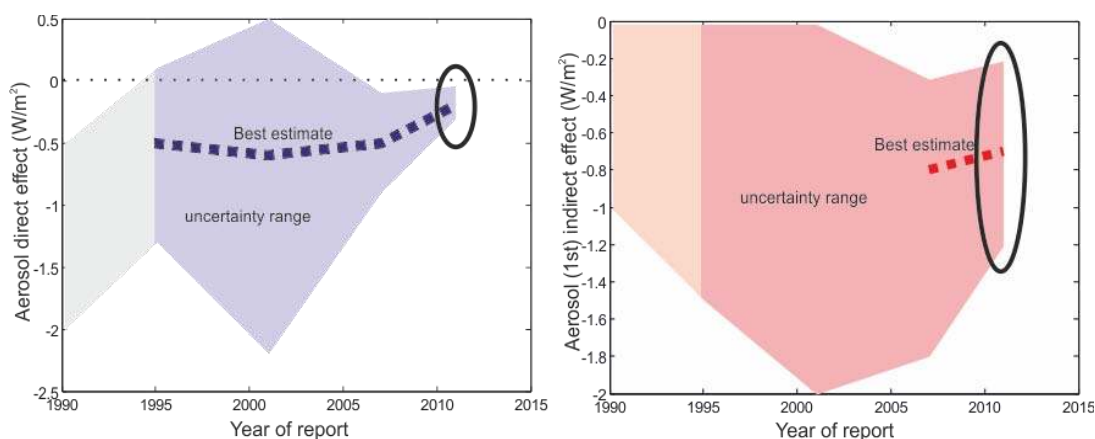 Aerosol direct effect (W/m²)
0.5
0
-0.5
-1
-1.5
-2
-2.5
Best estimate
uncertainty range
1990 1995 2000 2005 2010 2015
Year of report
Aerosol (1st) indirect effect (W/m²)
0
-0.2
-0.4
-0.6
-0.8
-1
-1.2
-1.4
-1.6
-1.8
-2
Best estimate
uncertainty range
1990 1995 2000 2005 2010 2015
Year of report